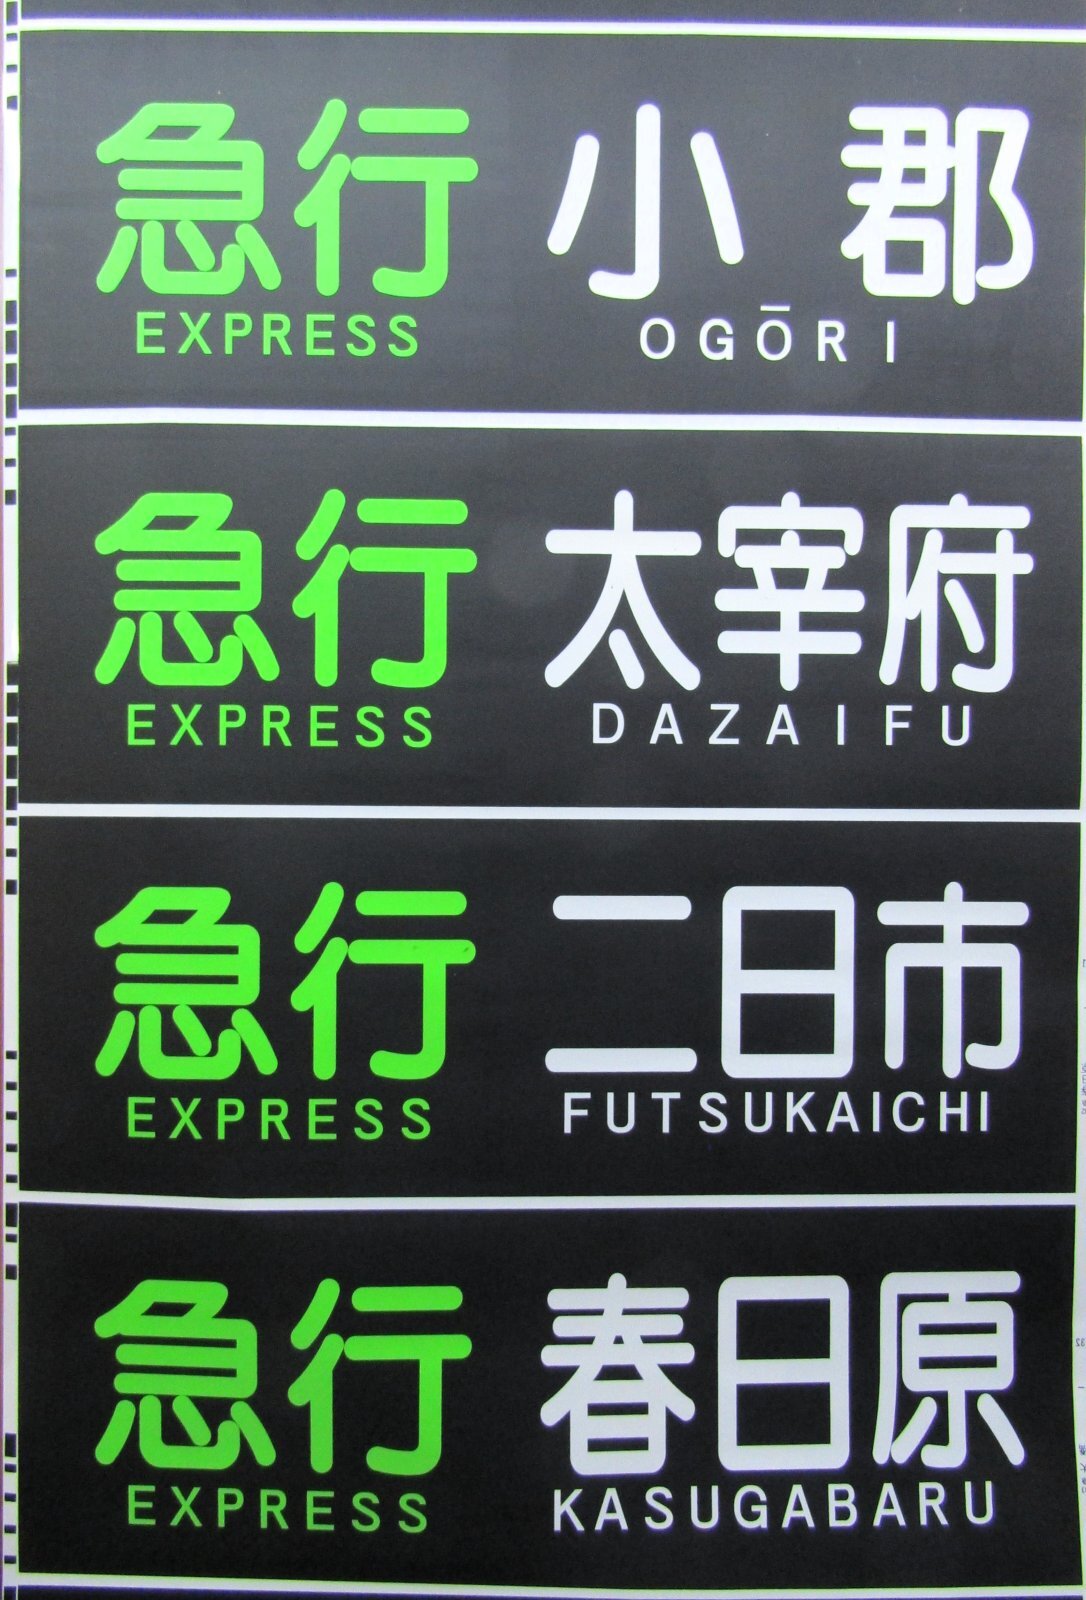 急行 小郡
EXPRESS OGŌRI
急行 太宰府
EXPRESS DAZAIFU
急行 二日市
EXPRESS FUTSUKAICHI
急行 春日原
EXPRESS KASUGABARU